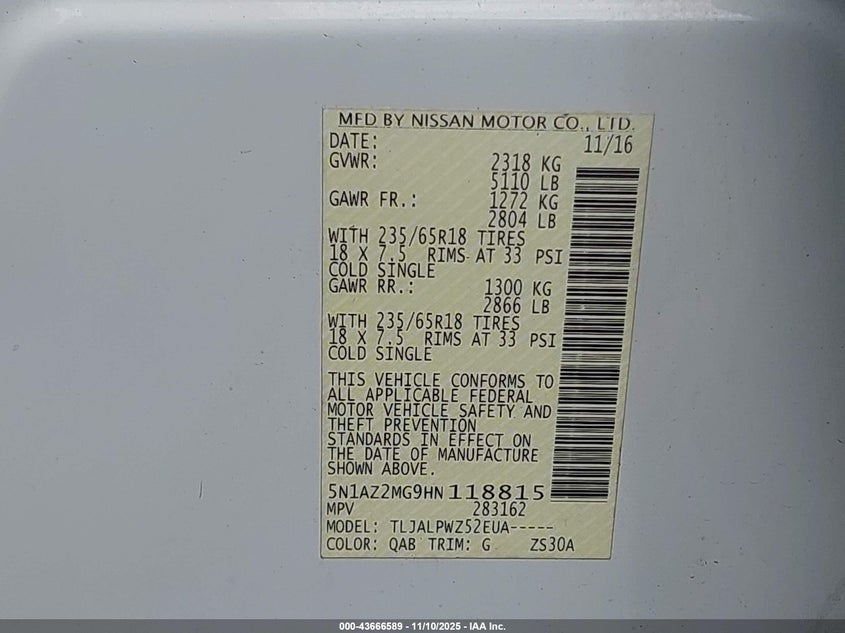 MFD BY NISSAN MOTOR CO., LTD.
DATE: 11/16
GVWR: 2318 KG
5110 LB
GAWR FR.: 1272 KG
2804 LB
WITH 235/65R18 TIRES
18 X 7.5 RIMS AT 33 PSI
COLD SINGLE
GAWR RR.: 1300 KG
2866 LB
WITH 235/65R18 TIRES
18 X 7.5 RIMS AT 33 PSI
COLD SINGLE
THIS VEHICLE CONFORMS TO
ALL APPLICABLE FEDERAL
MOTOR VEHICLE SAFETY AND
THEFT PREVENTION
STANDARDS IN EFFECT ON
THE DATE OF MANUFACTURE
SHOWN ABOVE.
5N1AZ2MG9HN118815
MPV 283162
MODEL: TLJALPWZ52EUA-----
COLOR: QAB TRIM: G ZS30A
000-43666589 - 11/10/2025 - IAA Inc.